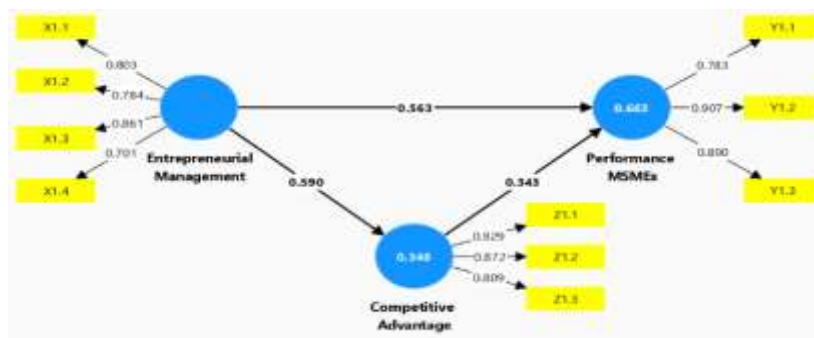 X1.1
0.803
X1.2
0.784
X1.3
0.861
X1.4
0.701
Entrepreneurial
Management
0.563
0.590
0.343
0.348
Competitive
Advantage
0.663
Performance
MSMEs
Y1.1
0.783
Y1.2
0.907
Y1.3
0.890
Z1.1
0.829
Z1.2
0.872
Z1.3
0.809